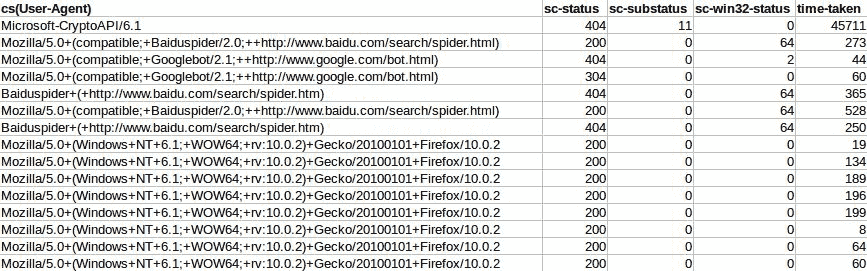 cs(User-Agent) sc-status sc-substatus sc-win32-status time-taken
Microsoft-CryptoAPI/6.1 404 11 0 45711
Mozilla/5.0+(compatible;+Baiduspider/2.0;++http://www.baidu.com/search/spider.html) 200 0 64 273
Mozilla/5.0+(compatible;+Googlebot/2.1;++http://www.google.com/bot.html) 404 0 2 44
Mozilla/5.0+(compatible;+Googlebot/2.1;++http://www.google.com/bot.html) 304 0 0 60
Baiduspider+(+http://www.baidu.com/search/spider.htm) 404 0 64 365
Mozilla/5.0+(compatible;+Baiduspider/2.0;++http://www.baidu.com/search/spider.html) 200 0 64 528
Baiduspider+(+http://www.baidu.com/search/spider.htm) 404 0 64 250
Mozilla/5.0+(Windows+NT+6.1;+WOW64;+rv:10.0.2)+Gecko/20100101+Firefox/10.0.2 200 0 0 19
Mozilla/5.0+(Windows+NT+6.1;+WOW64;+rv:10.0.2)+Gecko/20100101+Firefox/10.0.2 200 0 0 134
Mozilla/5.0+(Windows+NT+6.1;+WOW64;+rv:10.0.2)+Gecko/20100101+Firefox/10.0.2 200 0 0 189
Mozilla/5.0+(Windows+NT+6.1;+WOW64;+rv:10.0.2)+Gecko/20100101+Firefox/10.0.2 200 0 0 196
Mozilla/5.0+(Windows+NT+6.1;+WOW64;+rv:10.0.2)+Gecko/20100101+Firefox/10.0.2 200 0 0 199
Mozilla/5.0+(Windows+NT+6.1;+WOW64;+rv:10.0.2)+Gecko/20100101+Firefox/10.0.2 200 0 0 8
Mozilla/5.0+(Windows+NT+6.1;+WOW64;+rv:10.0.2)+Gecko/20100101+Firefox/10.0.2 200 0 0 64
Mozilla/5.0+(Windows+NT+6.1;+WOW64;+rv:10.0.2)+Gecko/20100101+Firefox/10.0.2 200 0 0 60